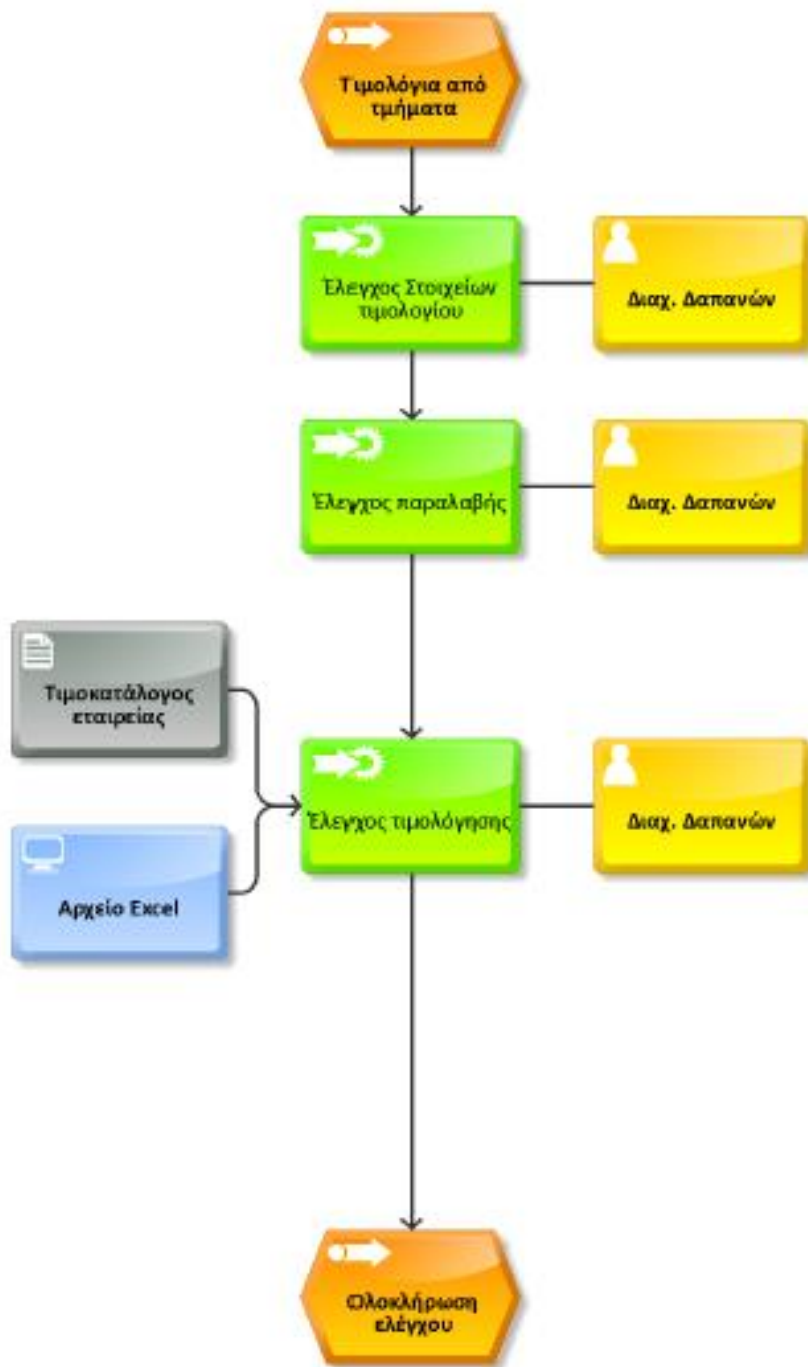 Τιμολόγια από
τμήματα
Έλεγχος Στοιχείων
τιμολογίου
Διαχ. Δαπανών
Έλεγχος παραλαβής
Διαχ. Δαπανών
Τιμοκατάλογος
εταιρείας
Έλεγχος τιμολόγησης
Διαχ. Δαπανών
Αρχείο Excel
Ολοκλήρωση
ελέγχου